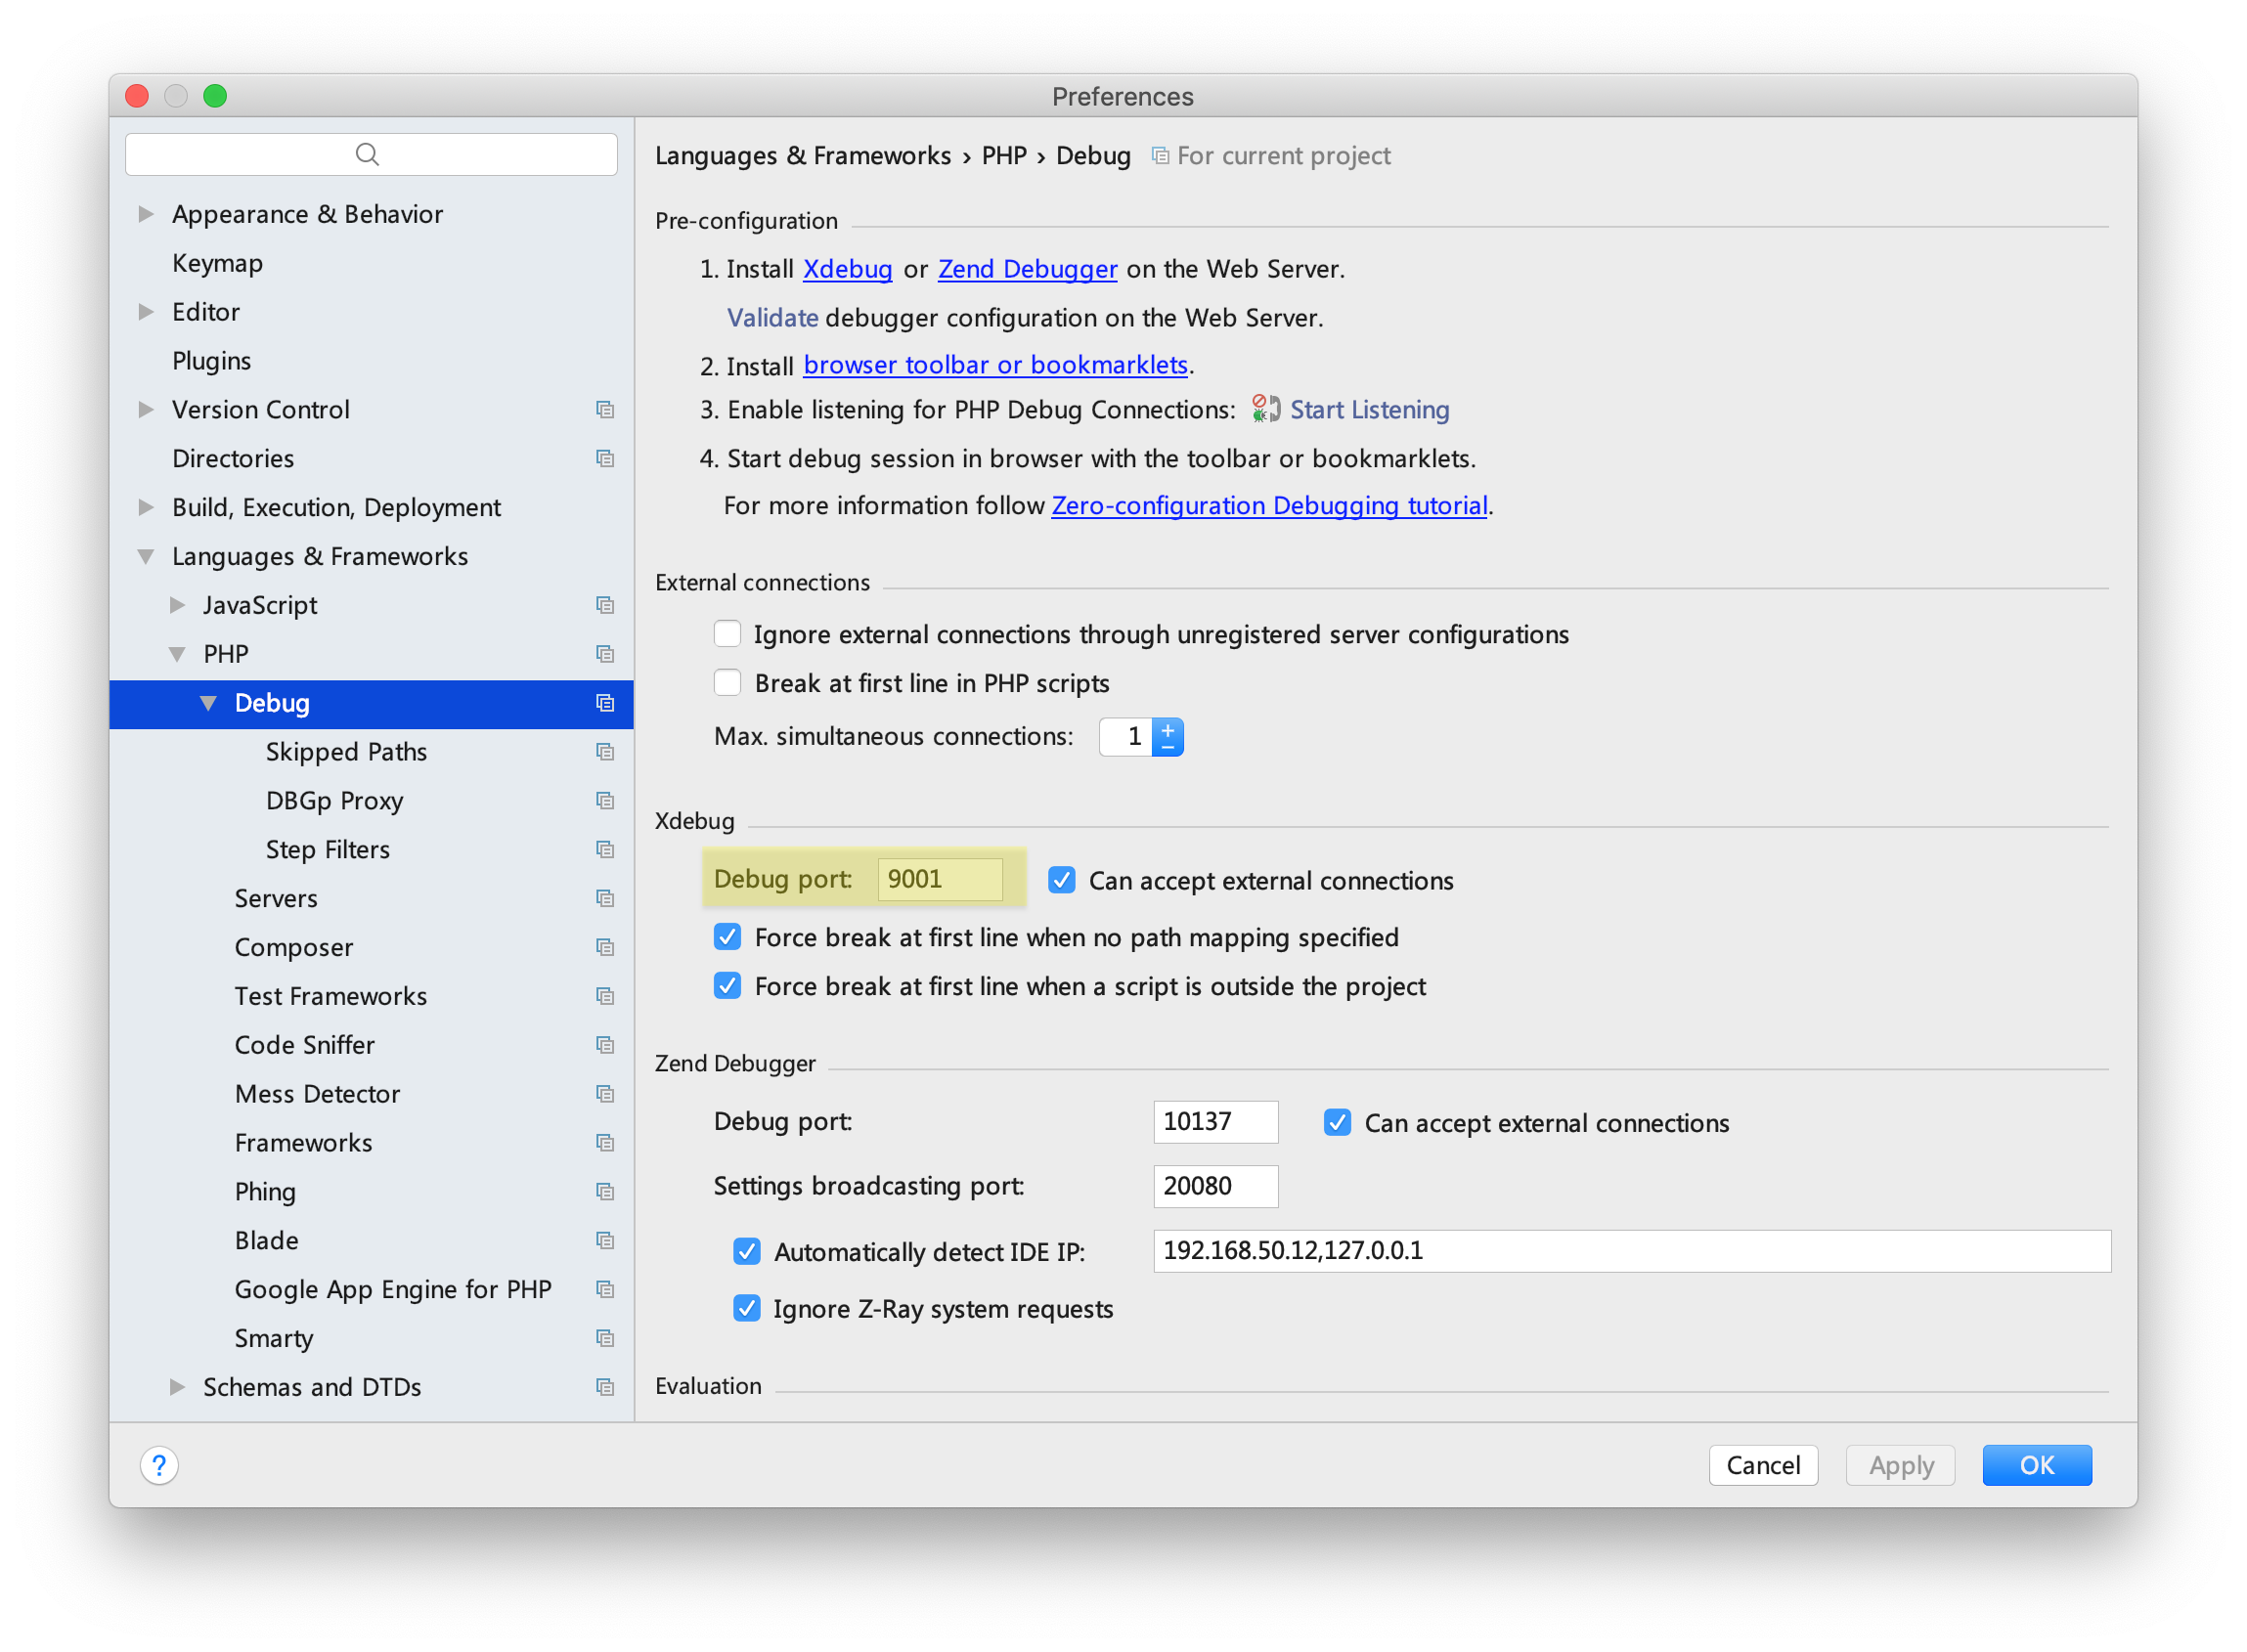 Preferences
Appearance & Behavior
Keymap
Editor
Plugins
Version Control
Directories
Build, Execution, Deployment
Languages & Frameworks
JavaScript
PHP
Debug
Skipped Paths
DBGp Proxy
Step Filters
Servers
Composer
Test Frameworks
Code Sniffer
Mess Detector
Frameworks
Phing
Blade
Google App Engine for PHP
Smarty
Schemas and DTDs
Languages & Frameworks › PHP › Debug For current project
Pre-configuration
1. Install Xdebug or Zend Debugger on the Web Server.
Validate debugger configuration on the Web Server.
2. Install browser toolbar or bookmarklets.
3. Enable listening for PHP Debug Connections: Start Listening
4. Start debug session in browser with the toolbar or bookmarklets.
For more information follow Zero-configuration Debugging tutorial.
External connections
Ignore external connections through unregistered server configurations
Break at first line in PHP scripts
Max. simultaneous connections: 1
Xdebug
Debug port: 9001 Can accept external connections
Force break at first line when no path mapping specified
Force break at first line when a script is outside the project
Zend Debugger
Debug port: 10137 Can accept external connections
Settings broadcasting port: 20080
Automatically detect IDE IP: 192.168.50.12,127.0.0.1
Ignore Z-Ray system requests
Evaluation
? Cancel Apply OK